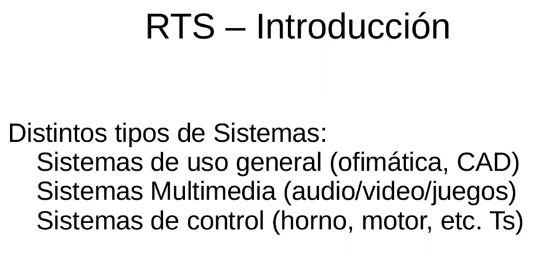 RTS – Introducción
Distintos tipos de Sistemas:
Sistemas de uso general (ofimática, CAD)
Sistemas Multimedia (audio/video/juegos)
Sistemas de control (horno, motor, etc. Ts)